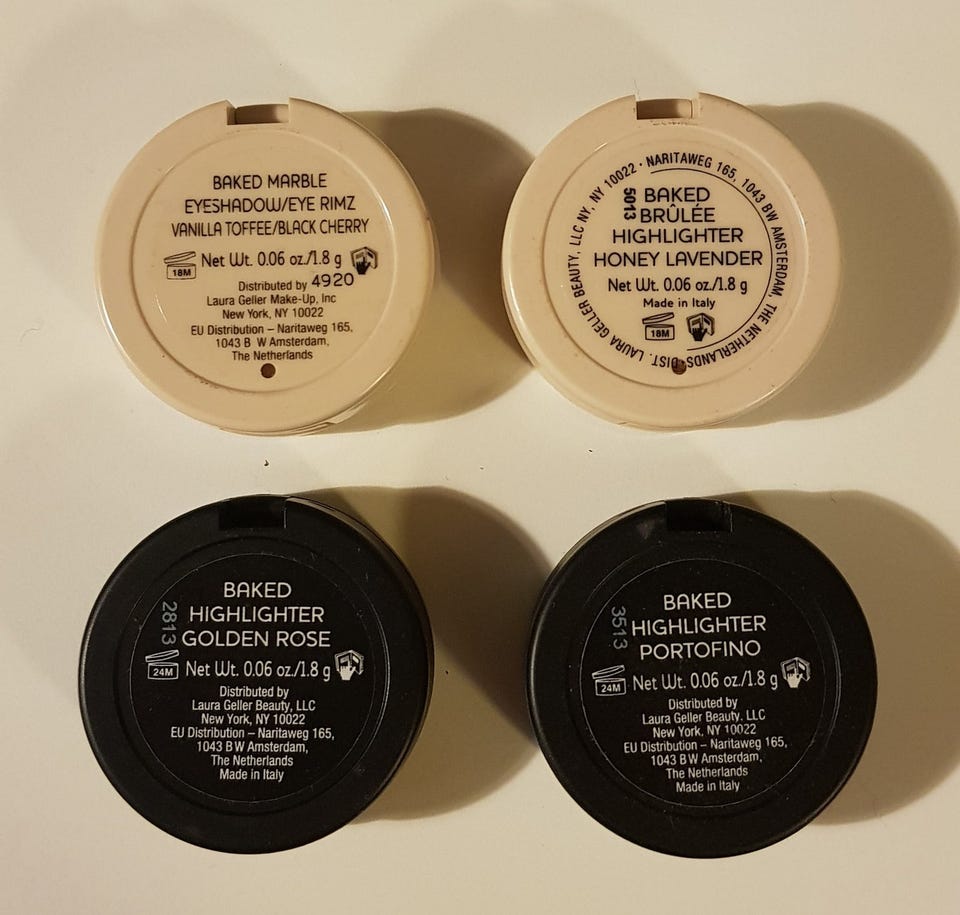 BAKED MARBLE
EYESHADOW/EYE RIMZ
VANILLA TOFFEE/BLACK CHERRY
18M
Net Wt. 0.06 oz./1.8 g
Distributed by 4920
Laura Geller Make-Up, Inc
New York, NY 10022
EU Distribution – Naritaweg 165,
1043 B W Amsterdam,
The Netherlands
DIST. LAURA GELLER BEAUTY, LLC NY, NY 10022 · NARITAWEG 165, 1043 BW AMSTERDAM, THE NETHERLANDS
5013
BAKED
BRÛLÉE
HIGHLIGHTER
HONEY LAVENDER
Net Wt. 0.06 oz./1.8 g
Made in Italy
18M
BAKED
2813
HIGHLIGHTER
GOLDEN ROSE
24M
Net Wt. 0.06 oz./1.8 g
Distributed by
Laura Geller Beauty, LLC
New York, NY 10022
EU Distribution – Naritaweg 165,
1043 B W Amsterdam,
The Netherlands
Made in Italy
BAKED
3513
HIGHLIGHTER
PORTOFINO
24M
Net Wt. 0.06 oz./1.8 g
Distributed by
Laura Geller Beauty. LLC
New York, NY 10022
EU Distribution – Naritaweg 165,
1043 B W Amsterdam,
The Netherlands
Made in Italy